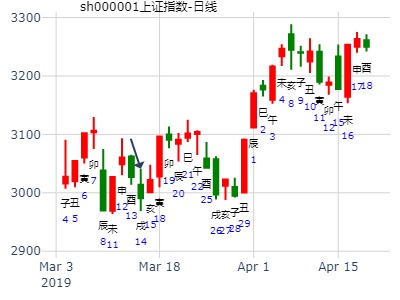 sh000001上证指数-日线
3300
3200
3100
3000
2900
子
4
丑
5
寅
6
卯
7
辰
8
未
11
申
12
酉
13
戌
14
亥
15
寅
18
卯
19
辰
20
巳
21
午
22
酉
25
戌
26
亥
27
子
28
丑
29
辰
1
巳
2
午
3
未
4
亥
8
子
9
丑
10
寅
11
卯
12
午
15
未
16
申
17
酉
18
Mar 3
2019
Mar 18
Apr 1
Apr 15